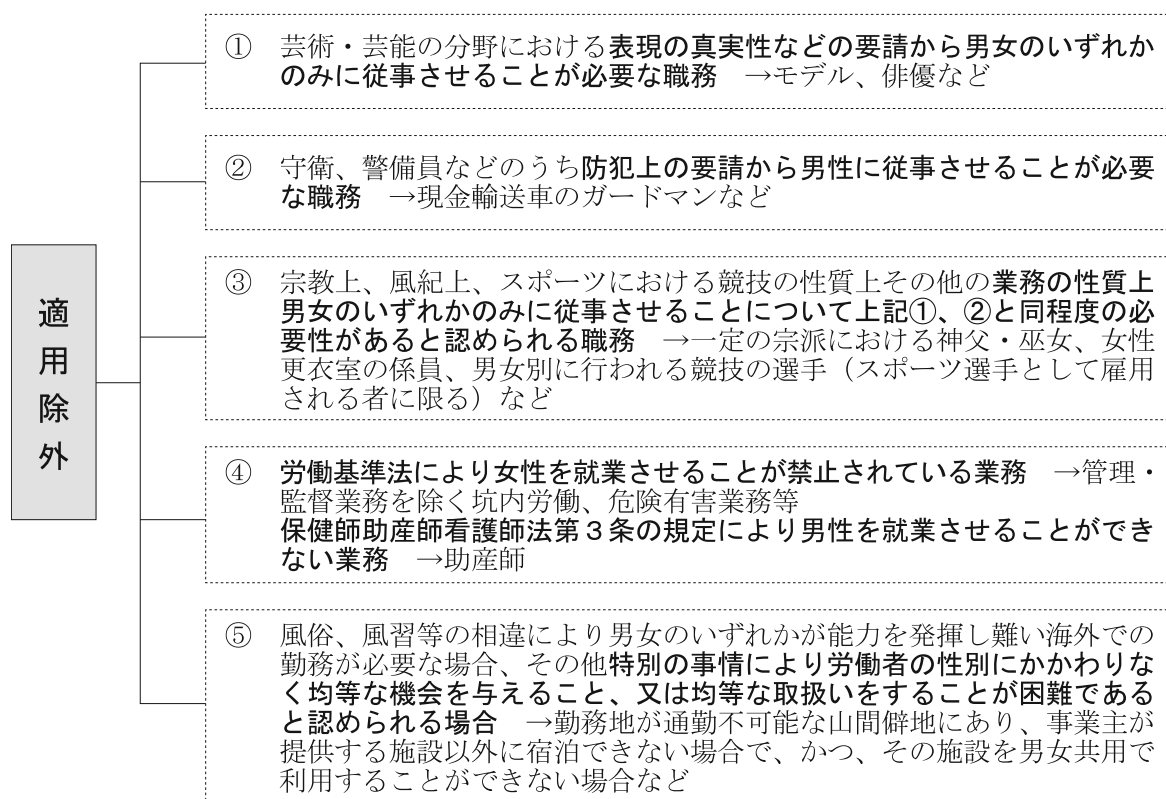 適用除外
① 芸術・芸能の分野における表現の真実性などの要請から男女のいずれか
のみに従事させることが必要な職務 →モデル、俳優など
② 守衛、警備員などのうち防犯上の要請から男性に従事させることが必要
な職務 →現金輸送車のガードマンなど
③ 宗教上、風紀上、スポーツにおける競技の性質上その他の業務の性質上
男女のいずれかのみに従事させることについて上記①、②と同程度の必
要性があると認められる職務 →一定の宗派における神父・巫女、女性
更衣室の係員、男女別に行われる競技の選手（スポーツ選手として雇用
される者に限る）など
④ 労働基準法により女性を就業させることが禁止されている業務 →管理・
監督業務を除く坑内労働、危険有害業務等
保健師助産師看護師法第３条の規定により男性を就業させることができ
ない業務 →助産師
⑤ 風俗、風習等の相違により男女のいずれかが能力を発揮し難い海外での
勤務が必要な場合、その他特別の事情により労働者の性別にかかわりな
く均等な機会を与えること、又は均等な取扱いをすることが困難である
と認められる場合 →勤務地が通勤不可能な山間僻地にあり、事業主が
提供する施設以外に宿泊できない場合で、かつ、その施設を男女共用で
利用することができない場合など